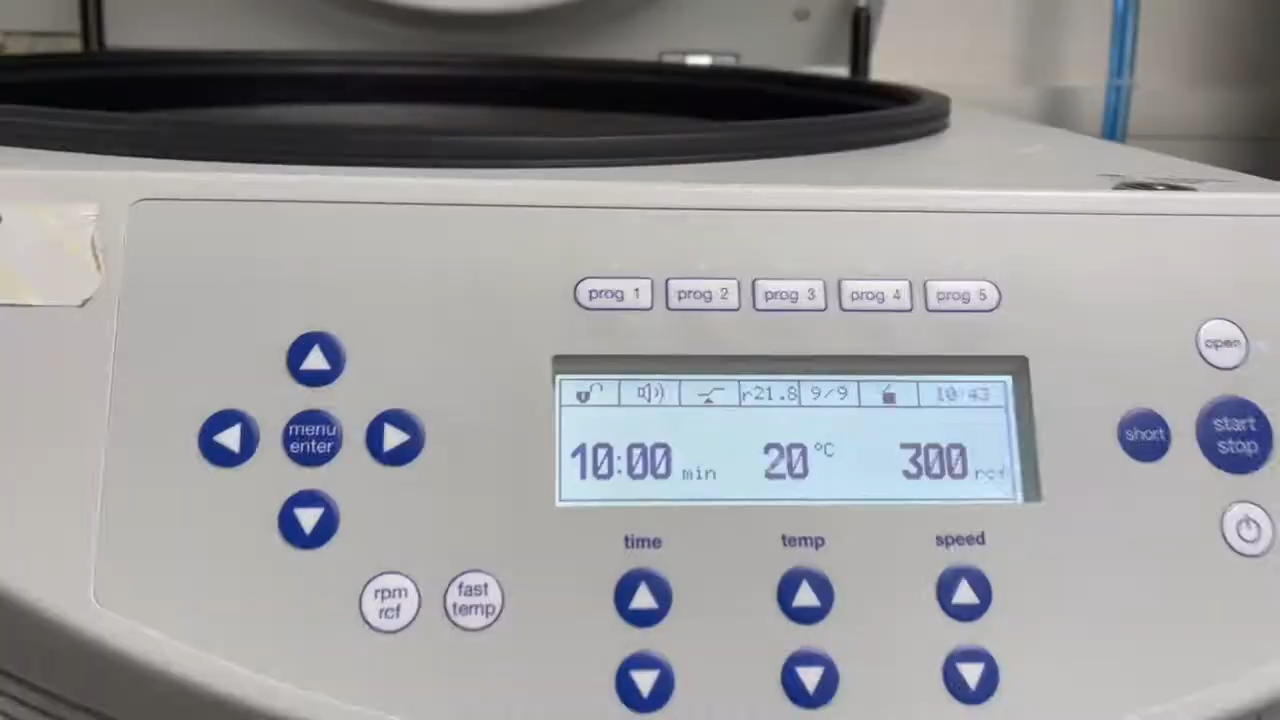 prog 1 prog 2 prog 3 prog 4 prog 5
open
r21.8 9/9 10:43
menu
enter
10:00 min 20 °C 300 rcf
short
start
stop
time temp speed
rpm
rcf
fast
temp